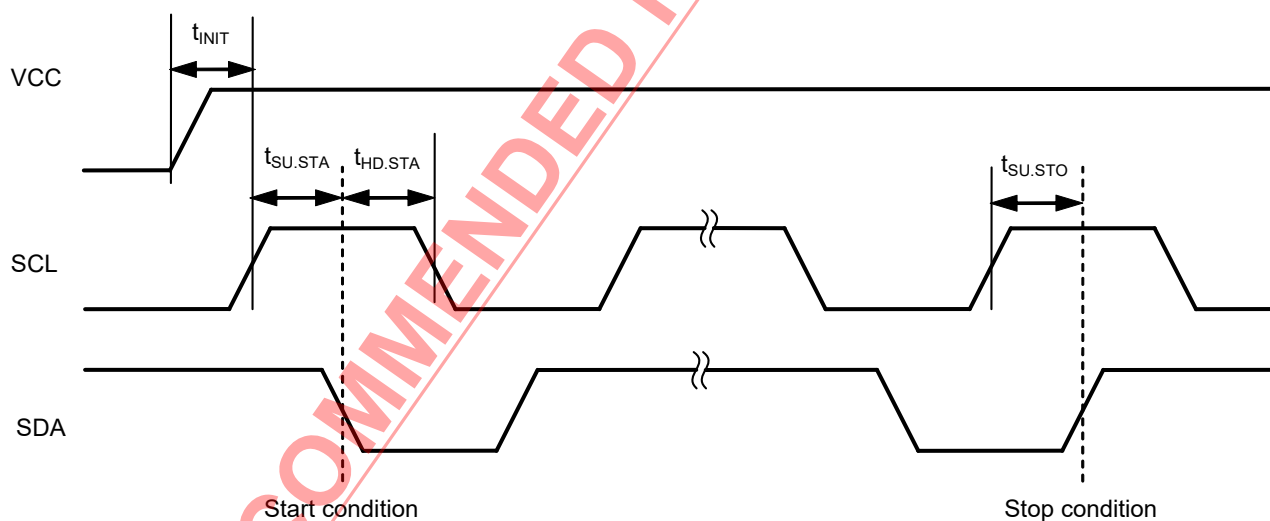 tINIT
VCC
tSU.STA
tHD.STA
tSU.STO
SCL
SDA
Start condition
Stop condition
COMMENDED